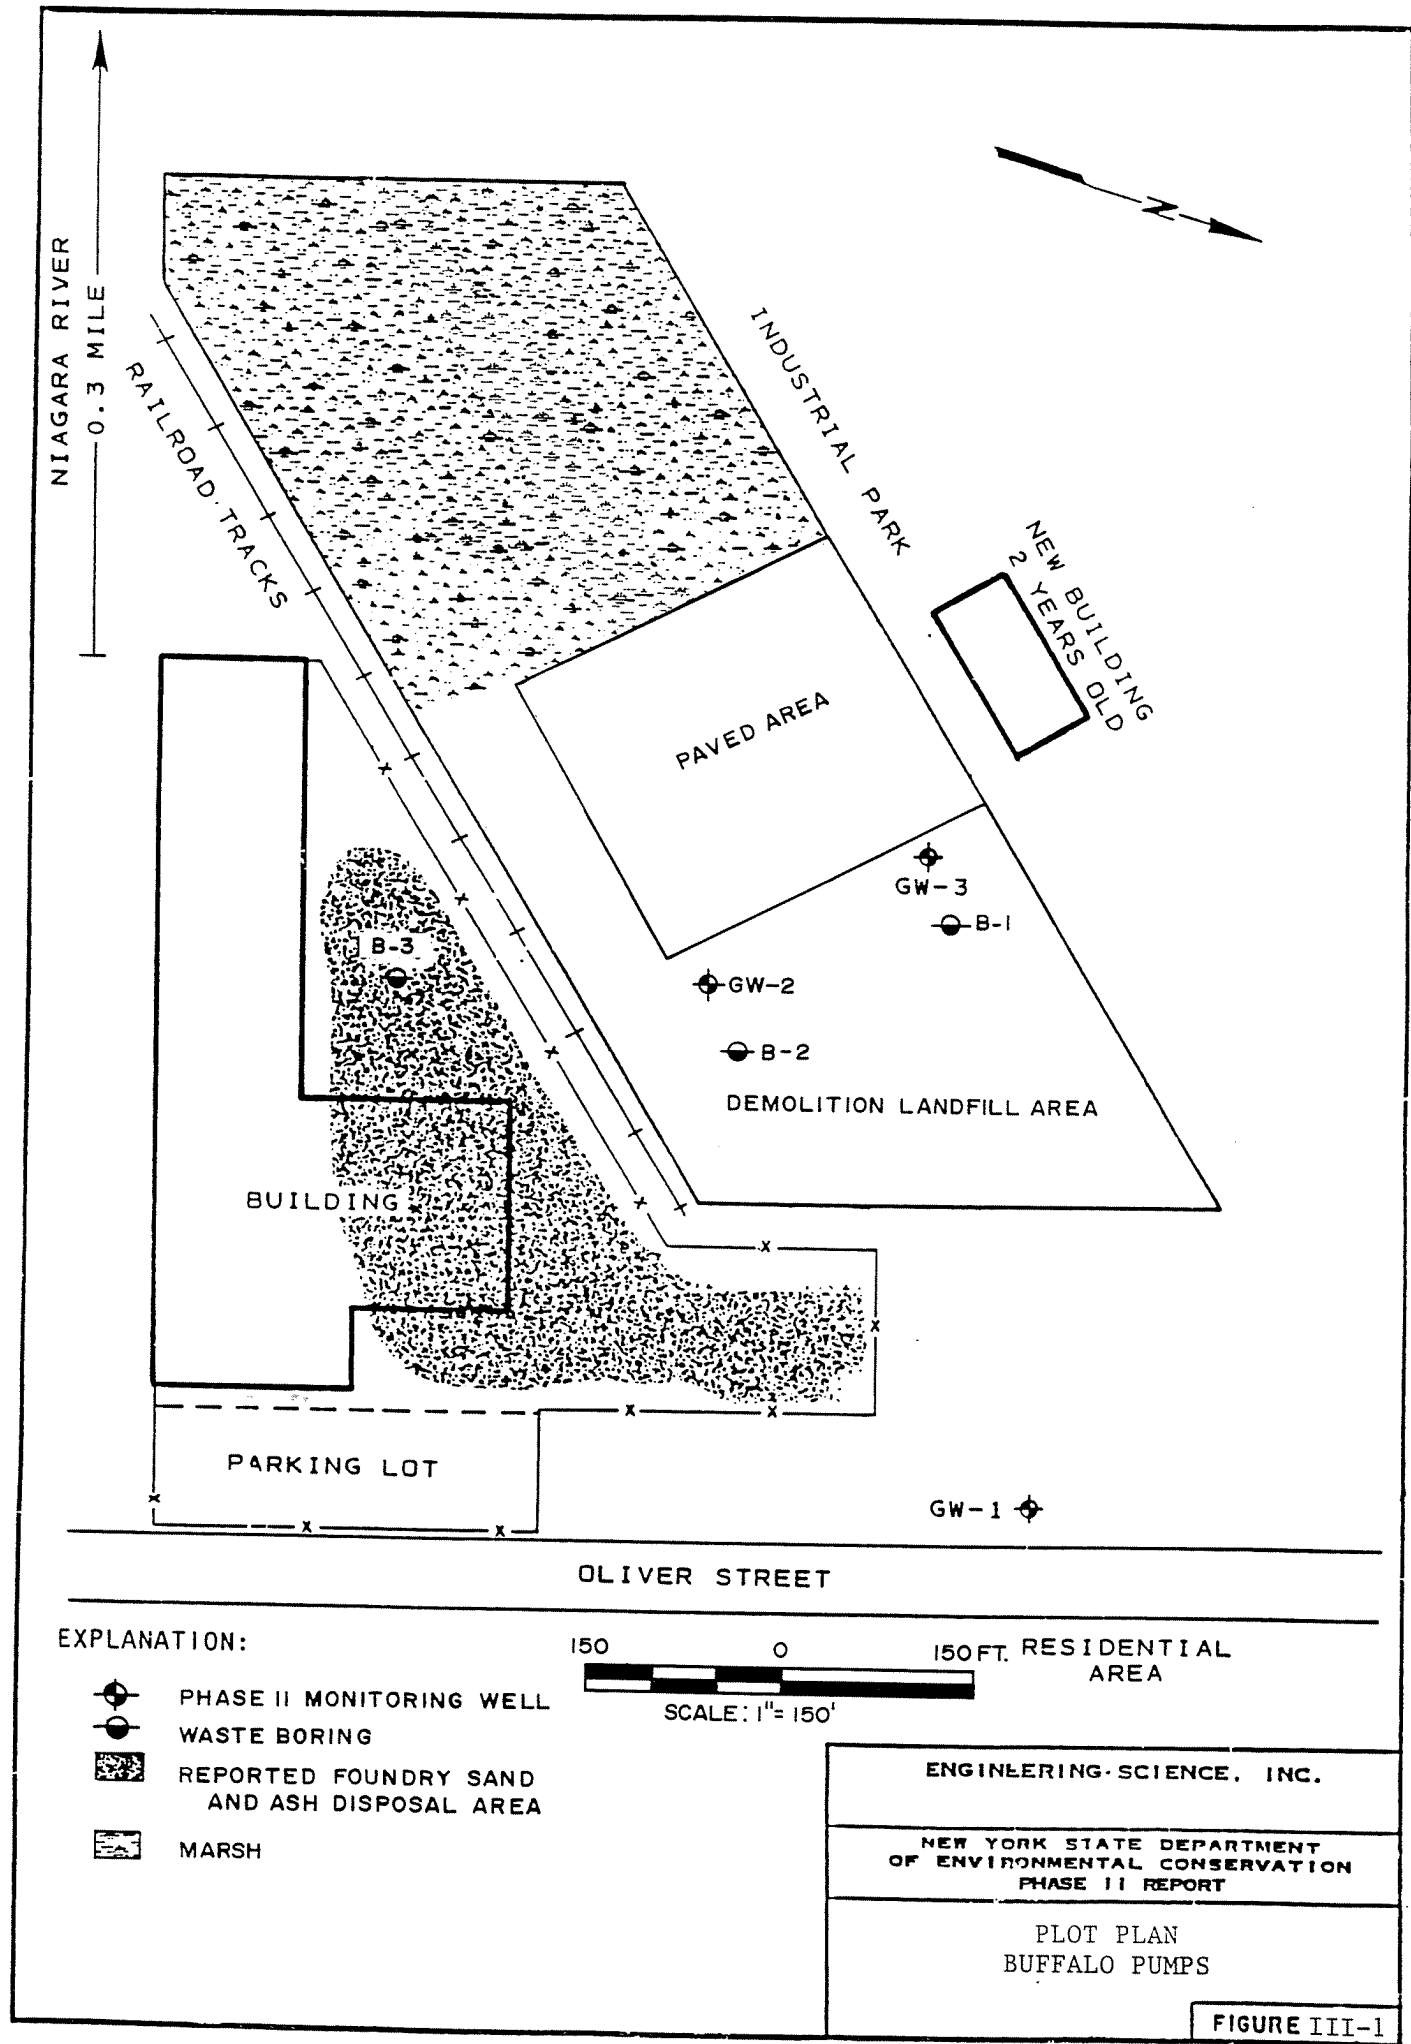 NIAGARA RIVER
0.3 MILE
N
RAILROAD TRACKS
INDUSTRIAL PARK
NEW BUILDING
2 YEARS OLD
PAVED AREA
GW-3
B-1
B-3
GW-2
B-2
DEMOLITION LANDFILL AREA
BUILDING
PARKING LOT
GW-1
OLIVER STREET
EXPLANATION:
150 0 150 FT.
RESIDENTIAL
AREA
SCALE: 1"=150'
PHASE II MONITORING WELL
WASTE BORING
REPORTED FOUNDRY SAND
AND ASH DISPOSAL AREA
MARSH
ENGINEERING-SCIENCE, INC.
NEW YORK STATE DEPARTMENT
OF ENVIRONMENTAL CONSERVATION
PHASE II REPORT
PLOT PLAN
BUFFALO PUMPS
FIGURE III-1